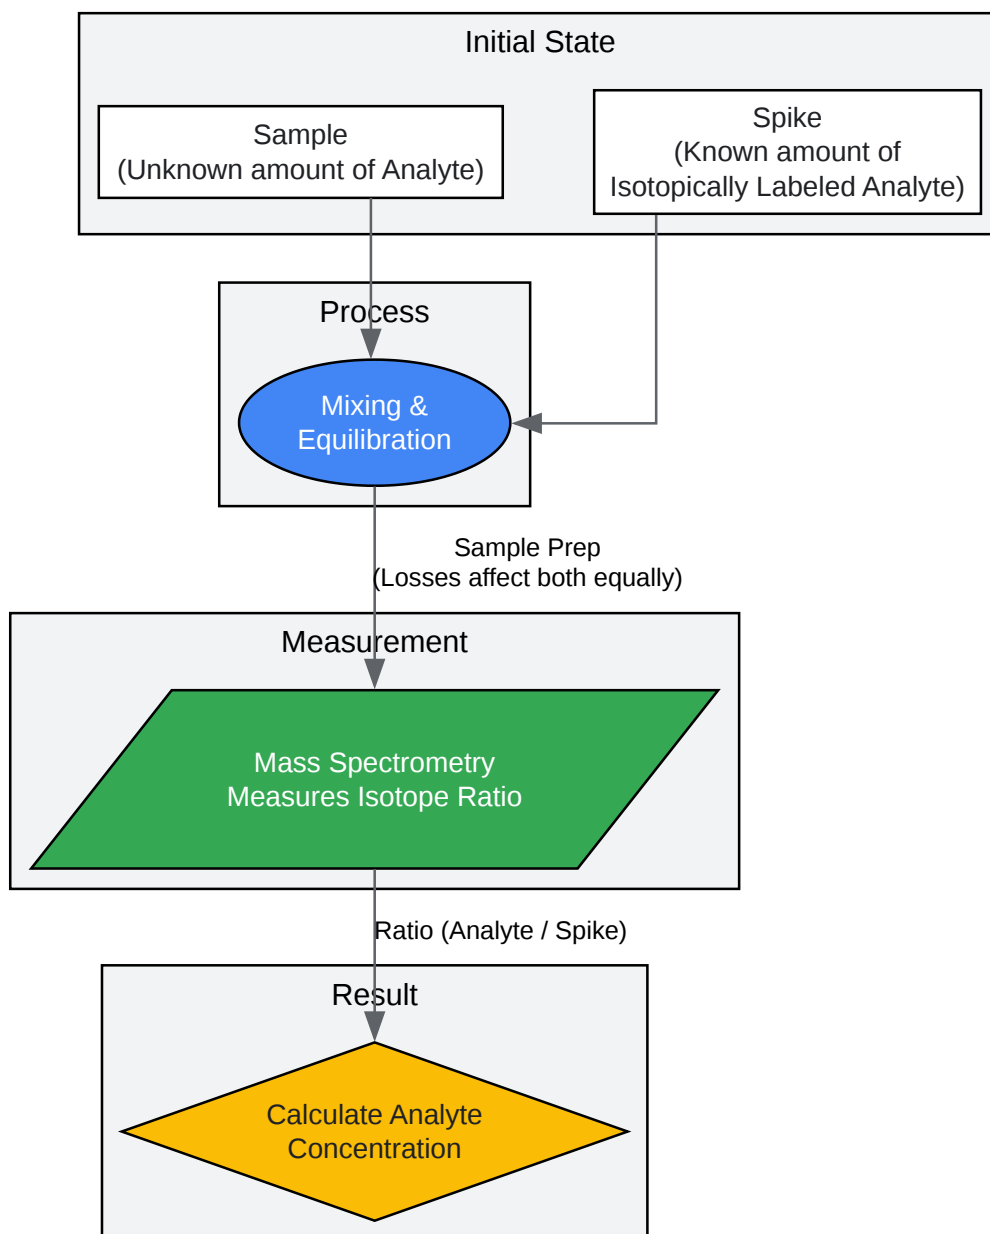 Initial State
Sample
(Unknown amount of Analyte)
Spike
(Known amount of
Isotopically Labeled Analyte)
Process
Mixing &
Equilibration
Sample Prep
(Losses affect both equally)
Measurement
Mass Spectrometry
Measures Isotope Ratio
Ratio (Analyte / Spike)
Result
Calculate Analyte
Concentration